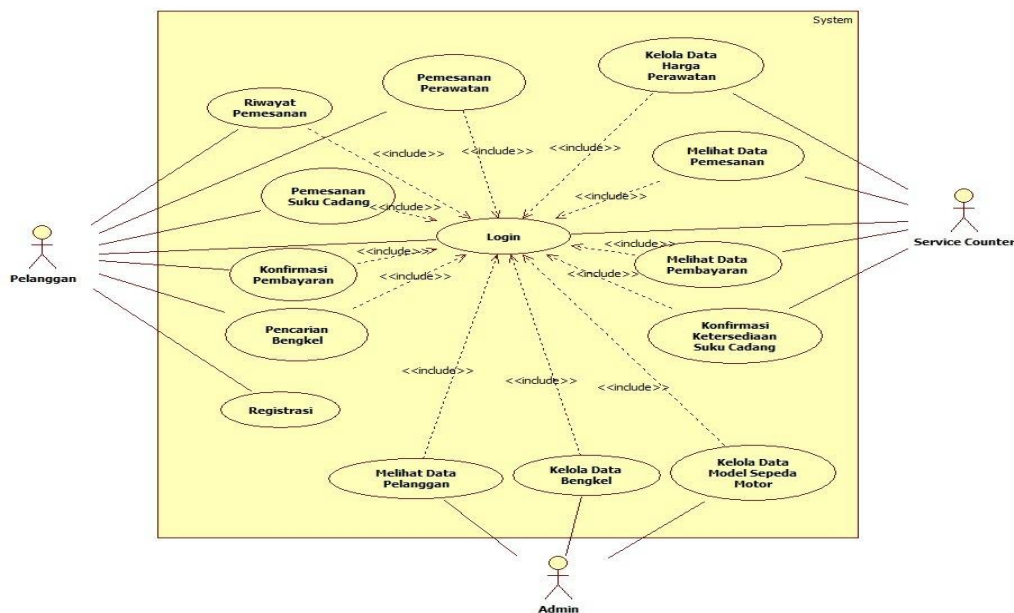 System
Kelola Data
Harga
Perawatan
Pemesanan
Perawatan
Riwayat
Pemesanan
<<include>>
<<include>>
<<include>>
Melihat Data
Pemesanan
Pemesanan
Suku Cadang
<<include>>
<<include>>
Login
Pelanggan
Service Counter
Konfirmasi
Pembayaran
<<include>>
<<include>>
Melihat Data
Pembayaran
<<include>>
<<include>>
Pencarian
Bengkel
Konfirmasi
Ketersediaan
Suku Cadang
<<include>>
<<include>>
<<include>>
Registrasi
Melihat Data
Pelanggan
Kelola Data
Bengkel
Kelola Data
Model Sepeda
Motor
Admin